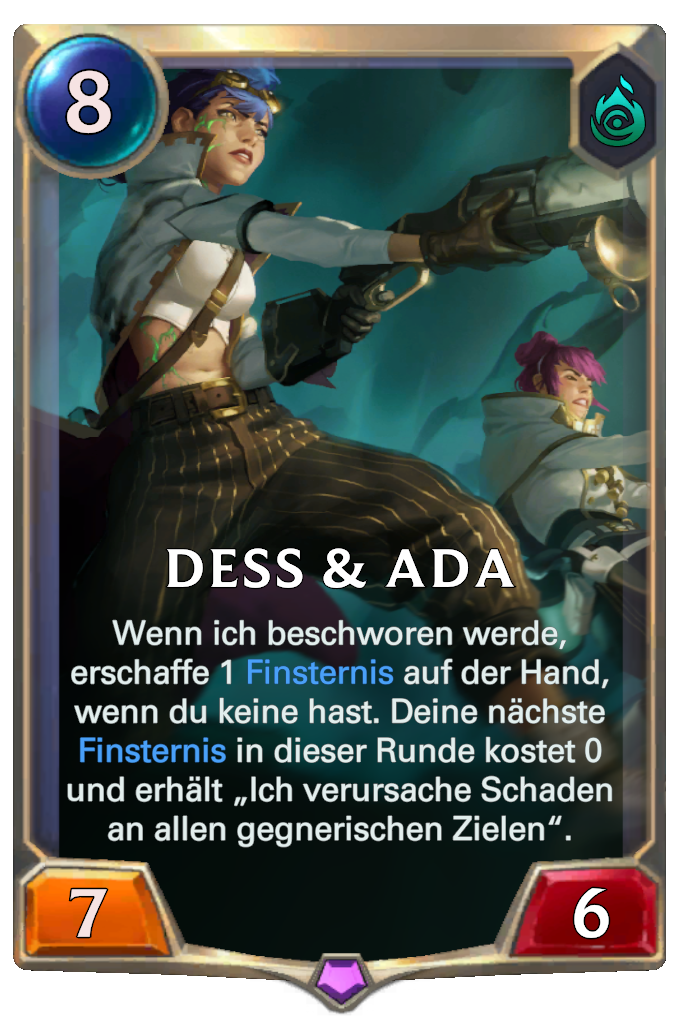 8
DESS & ADA
Wenn ich beschworen werde,
erschaffe 1 Finsternis auf der Hand,
wenn du keine hast. Deine nächste
Finsternis in dieser Runde kostet 0
und erhält „Ich verursache Schaden
an allen gegnerischen Zielen“.
7
6